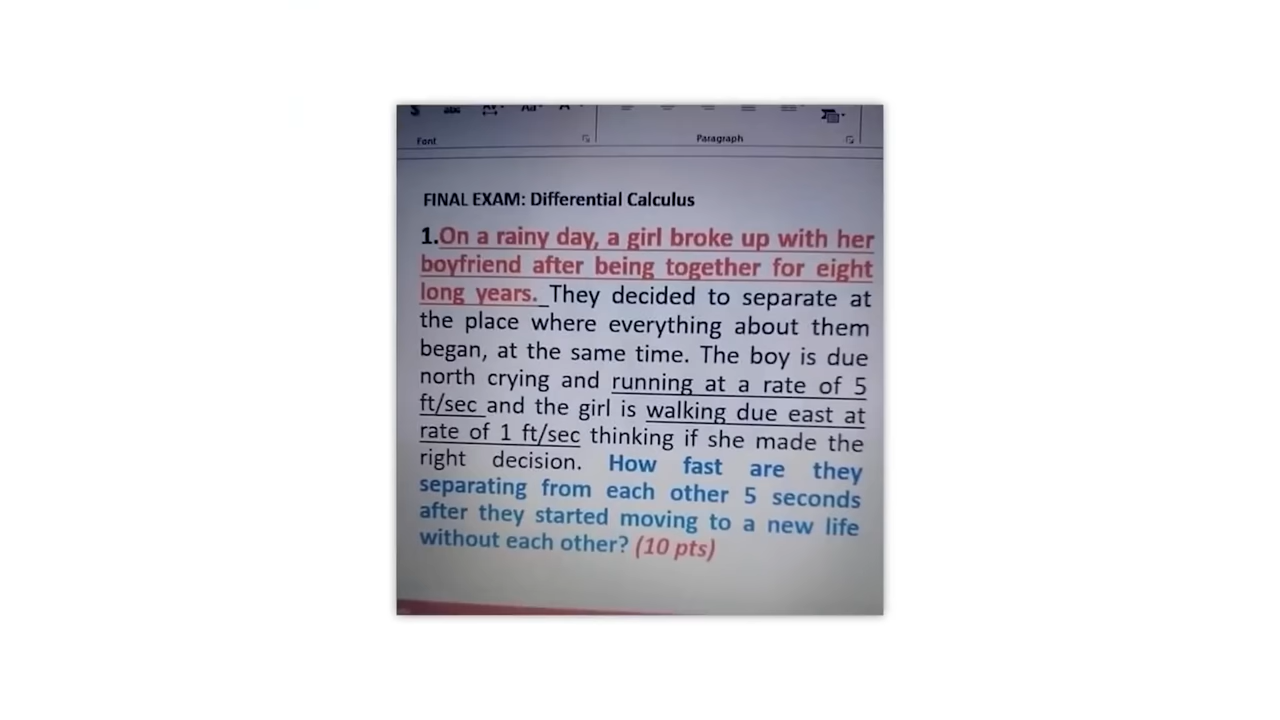 Font
Paragraph
FINAL EXAM: Differential Calculus
1.On a rainy day, a girl broke up with her
boyfriend after being together for eight
long years. They decided to separate at
the place where everything about them
began, at the same time. The boy is due
north crying and running at a rate of 5
ft/sec and the girl is walking due east at
rate of 1 ft/sec thinking if she made the
right decision. How fast are they
separating from each other 5 seconds
after they started moving to a new life
without each other? (10 pts)